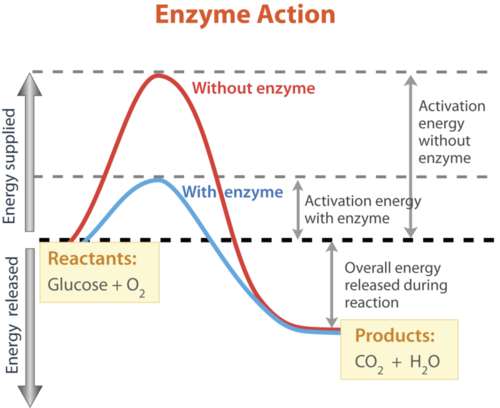 Enzyme Action
Without enzyme
Activation
energy
without
enzyme
Energy supplied
With enzyme
Activation energy
with enzyme
Reactants:
Glucose + O₂
Overall energy
released during
reaction
Energy released
Products:
CO₂ + H₂O